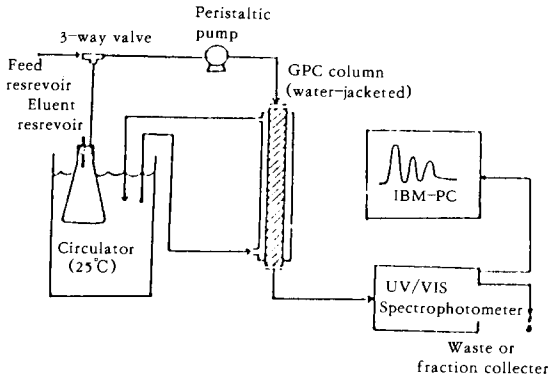 Peristaltic
pump
3-way valve
Feed
resrevoir
Eluent
resrevoir
GPC column
(water-jacketed)
IBM-PC
Circulator
(25℃)
UV/VIS
Spectrophotometer
Waste or
fraction collecter